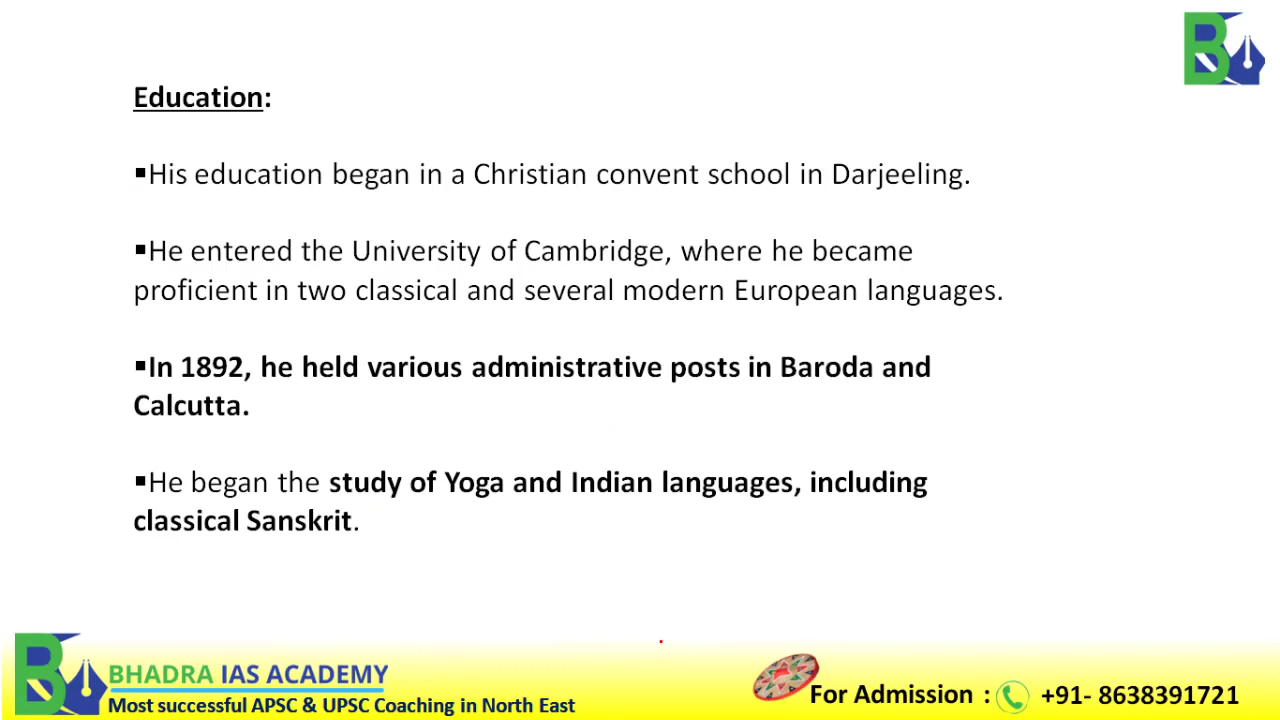 Education:
▪His education began in a Christian convent school in Darjeeling.
▪He entered the University of Cambridge, where he became
proficient in two classical and several modern European languages.
▪In 1892, he held various administrative posts in Baroda and
Calcutta.
▪He began the study of Yoga and Indian languages, including
classical Sanskrit.
BHADRA IAS ACADEMY
Most successful APSC & UPSC Coaching in North East
For Admission : +91- 8638391721